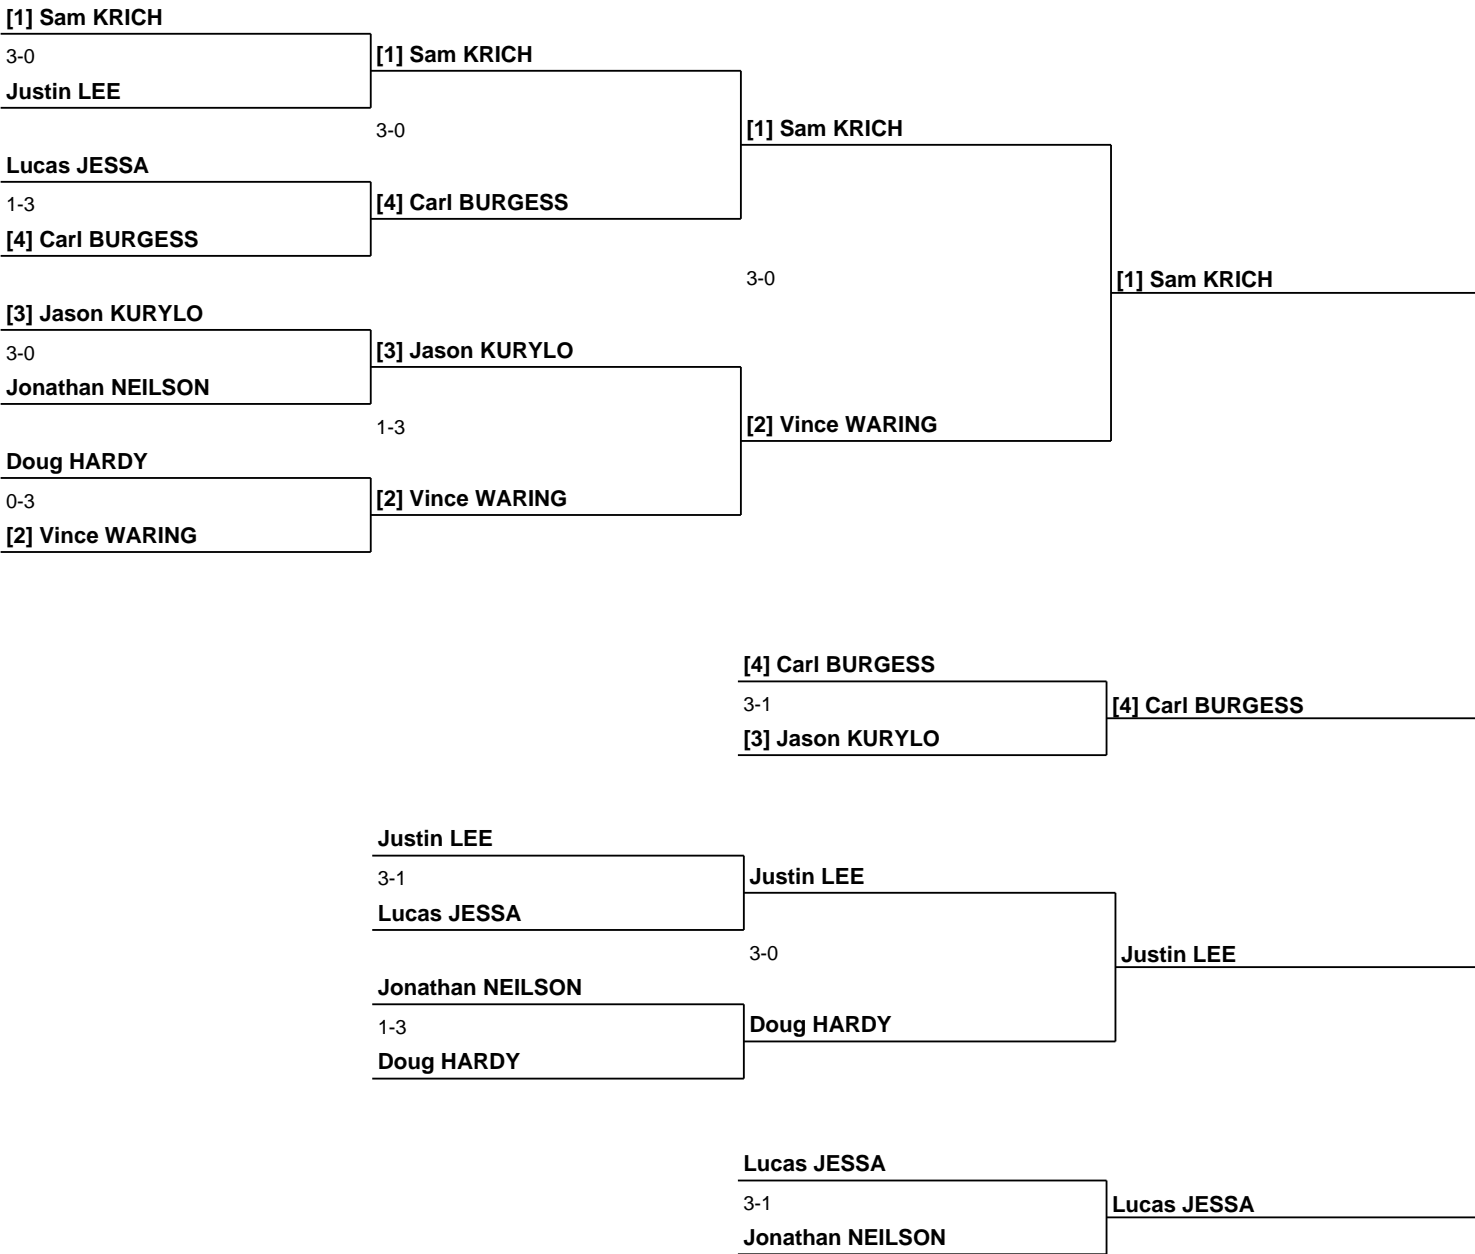 [1] Sam KRICH
3-0
[1] Sam KRICH
Justin LEE
3-0
[1] Sam KRICH
Lucas JESSA
1-3
[4] Carl BURGESS
[4] Carl BURGESS
3-0
[1] Sam KRICH
[3] Jason KURYLO
3-0
[3] Jason KURYLO
Jonathan NEILSON
1-3
[2] Vince WARING
Doug HARDY
0-3
[2] Vince WARING
[2] Vince WARING
[4] Carl BURGESS
3-1
[4] Carl BURGESS
[3] Jason KURYLO
Justin LEE
3-1
Justin LEE
Lucas JESSA
3-0
Justin LEE
Jonathan NEILSON
1-3
Doug HARDY
Doug HARDY
Lucas JESSA
3-1
Lucas JESSA
Jonathan NEILSON